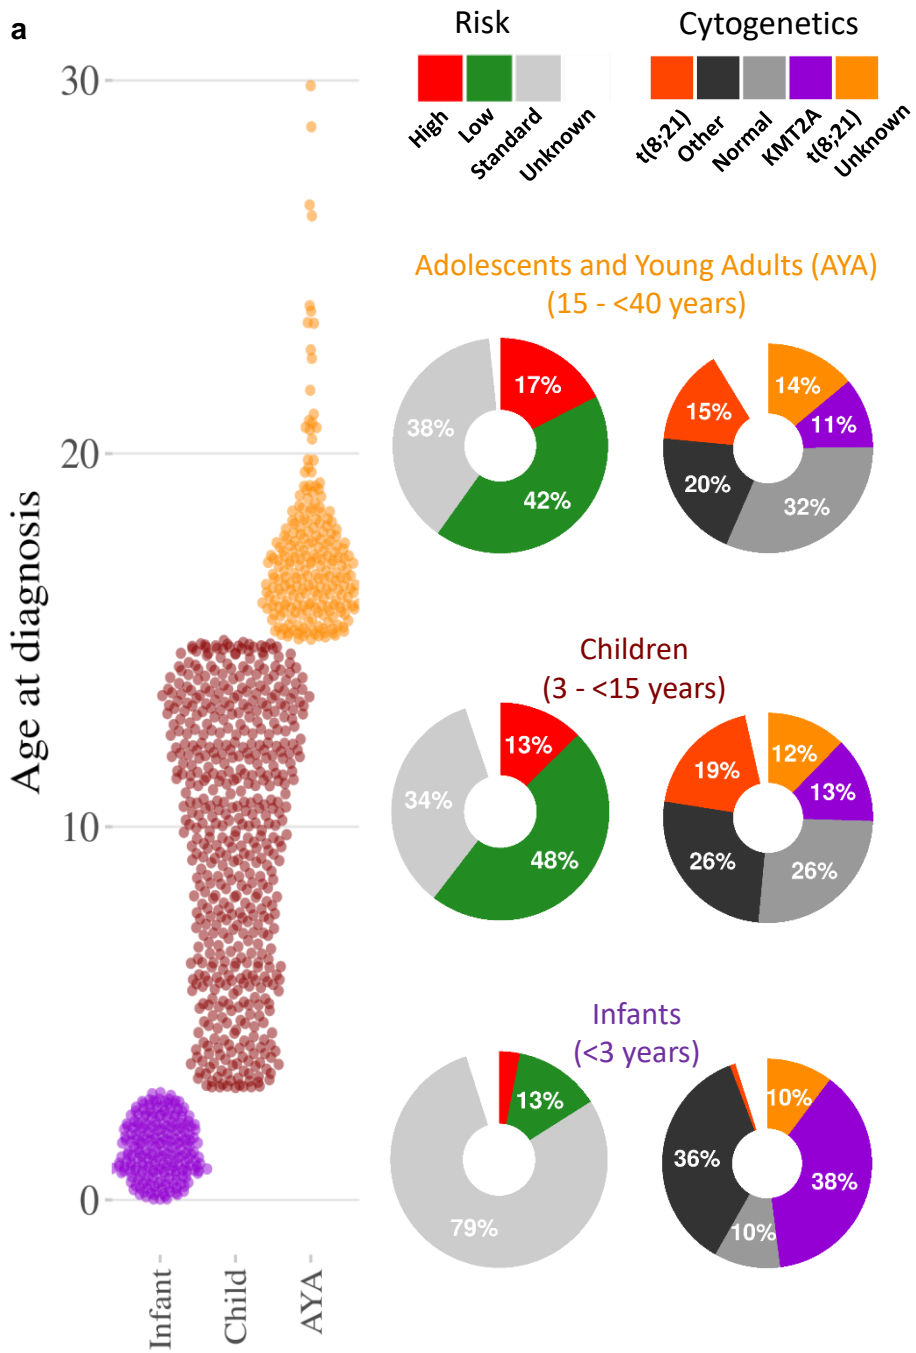 a
Risk
Cytogenetics
High
Low
Standard
Unknown
t(8;21)
Other
Normal
KMT2A
t(8;21)
Unknown
Age at diagnosis
30
20
10
0
Infant
Child
AYA
Adolescents and Young Adults (AYA)
(15 - <40 years)
17%
42%
38%
14%
11%
32%
20%
15%
Children
(3 - <15 years)
13%
48%
34%
12%
13%
26%
26%
19%
Infants
(<3 years)
13%
79%
10%
38%
10%
36%